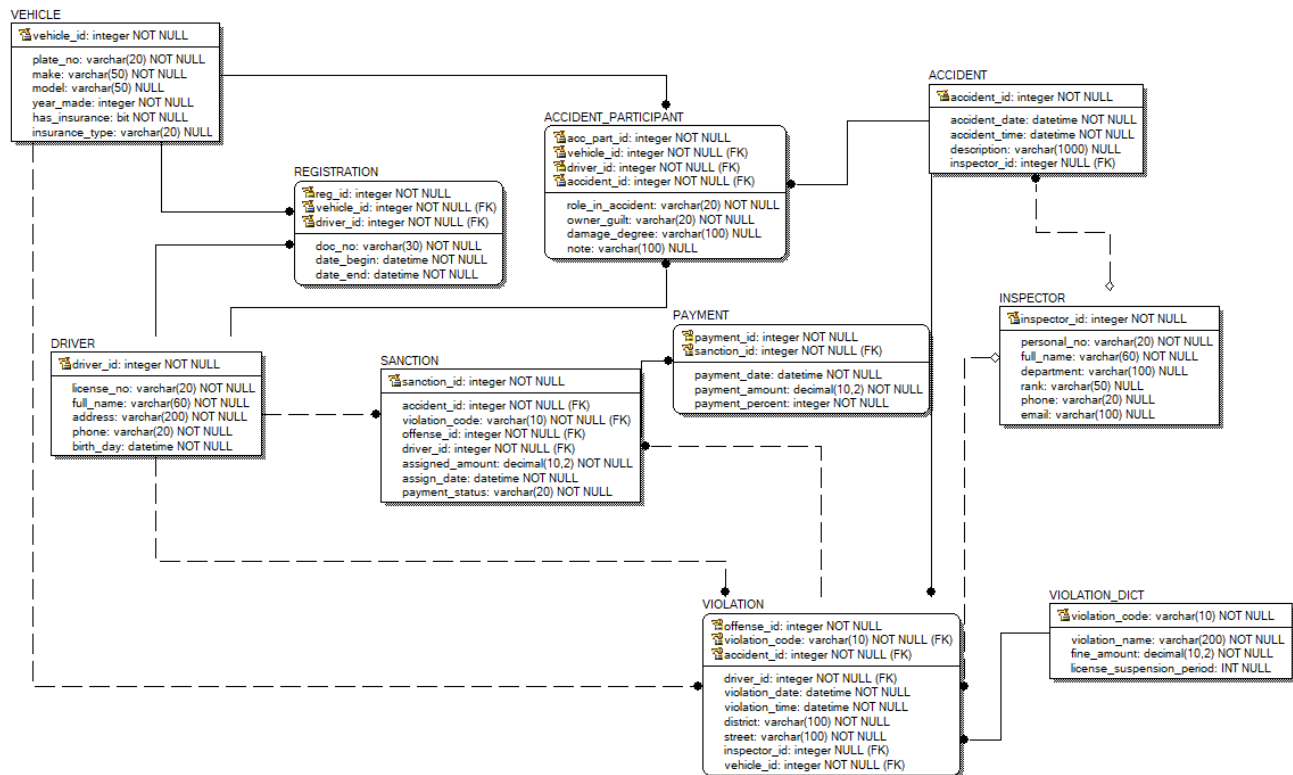 VEHICLE
vehicle_id: integer NOT NULL
plate_no: varchar(20) NOT NULL
make: varchar(50) NOT NULL
model: varchar(50) NULL
year_made: integer NOT NULL
has_insurance: bit NOT NULL
insurance_type: varchar(20) NULL
ACCIDENT
accident_id: integer NOT NULL
accident_date: datetime NOT NULL
accident_time: datetime NOT NULL
description: varchar(1000) NULL
inspector_id: integer NULL (FK)
ACCIDENT_PARTICIPANT
acc_part_id: integer NOT NULL
vehicle_id: integer NOT NULL (FK)
driver_id: integer NOT NULL (FK)
accident_id: integer NOT NULL (FK)
role_in_accident: varchar(20) NOT NULL
owner_guilt: varchar(20) NOT NULL
damage_degree: varchar(100) NULL
note: varchar(100) NULL
REGISTRATION
reg_id: integer NOT NULL
vehicle_id: integer NOT NULL (FK)
driver_id: integer NOT NULL (FK)
doc_no: varchar(30) NOT NULL
date_begin: datetime NOT NULL
date_end: datetime NOT NULL
INSPECTOR
inspector_id: integer NOT NULL
personal_no: varchar(20) NOT NULL
full_name: varchar(60) NOT NULL
department: varchar(100) NULL
rank: varchar(50) NULL
phone: varchar(20) NULL
email: varchar(100) NULL
PAYMENT
payment_id: integer NOT NULL
sanction_id: integer NOT NULL (FK)
payment_date: datetime NOT NULL
payment_amount: decimal(10,2) NOT NULL
payment_percent: integer NOT NULL
DRIVER
driver_id: integer NOT NULL
license_no: varchar(20) NOT NULL
full_name: varchar(60) NOT NULL
address: varchar(200) NOT NULL
phone: varchar(20) NOT NULL
birth_day: datetime NOT NULL
SANCTION
sanction_id: integer NOT NULL
accident_id: integer NOT NULL (FK)
violation_code: varchar(10) NOT NULL (FK)
offense_id: integer NOT NULL (FK)
driver_id: integer NOT NULL (FK)
assigned_amount: decimal(10,2) NOT NULL
assign_date: datetime NOT NULL
payment_status: varchar(20) NOT NULL
VIOLATION
offense_id: integer NOT NULL
violation_code: varchar(10) NOT NULL (FK)
accident_id: integer NOT NULL (FK)
driver_id: integer NOT NULL (FK)
violation_date: datetime NOT NULL
violation_time: datetime NOT NULL
district: varchar(100) NOT NULL
street: varchar(100) NOT NULL
inspector_id: integer NULL (FK)
vehicle_id: integer NOT NULL (FK)
VIOLATION_DICT
violation_code: varchar(10) NOT NULL
violation_name: varchar(200) NOT NULL
fine_amount: decimal(10,2) NOT NULL
license_suspension_period: INT NULL